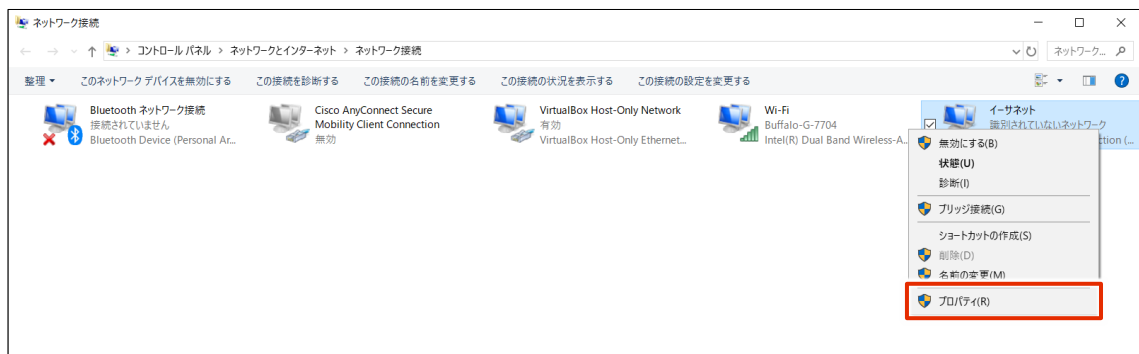 ネットワーク接続
コントロール パネル > ネットワークとインターネット > ネットワーク接続
ネットワーク...
整理 このネットワーク デバイスを無効にする この接続を診断する この接続の名前を変更する この接続の状況を表示する この接続の設定を変更する
Bluetooth ネットワーク接続
接続されていません
Bluetooth Device (Personal Ar...
Cisco AnyConnect Secure
Mobility Client Connection
無効
VirtualBox Host-Only Network
有効
VirtualBox Host-Only Ethernet...
Wi-Fi
Buffalo-G-7704
Intel(R) Dual Band Wireless-A...
イーサネット
識別されていないネットワーク
ction (...
無効にする(B)
状態(U)
診断(I)
ブリッジ接続(G)
ショートカットの作成(S)
削除(D)
名前の変更(M)
プロパティ(R)